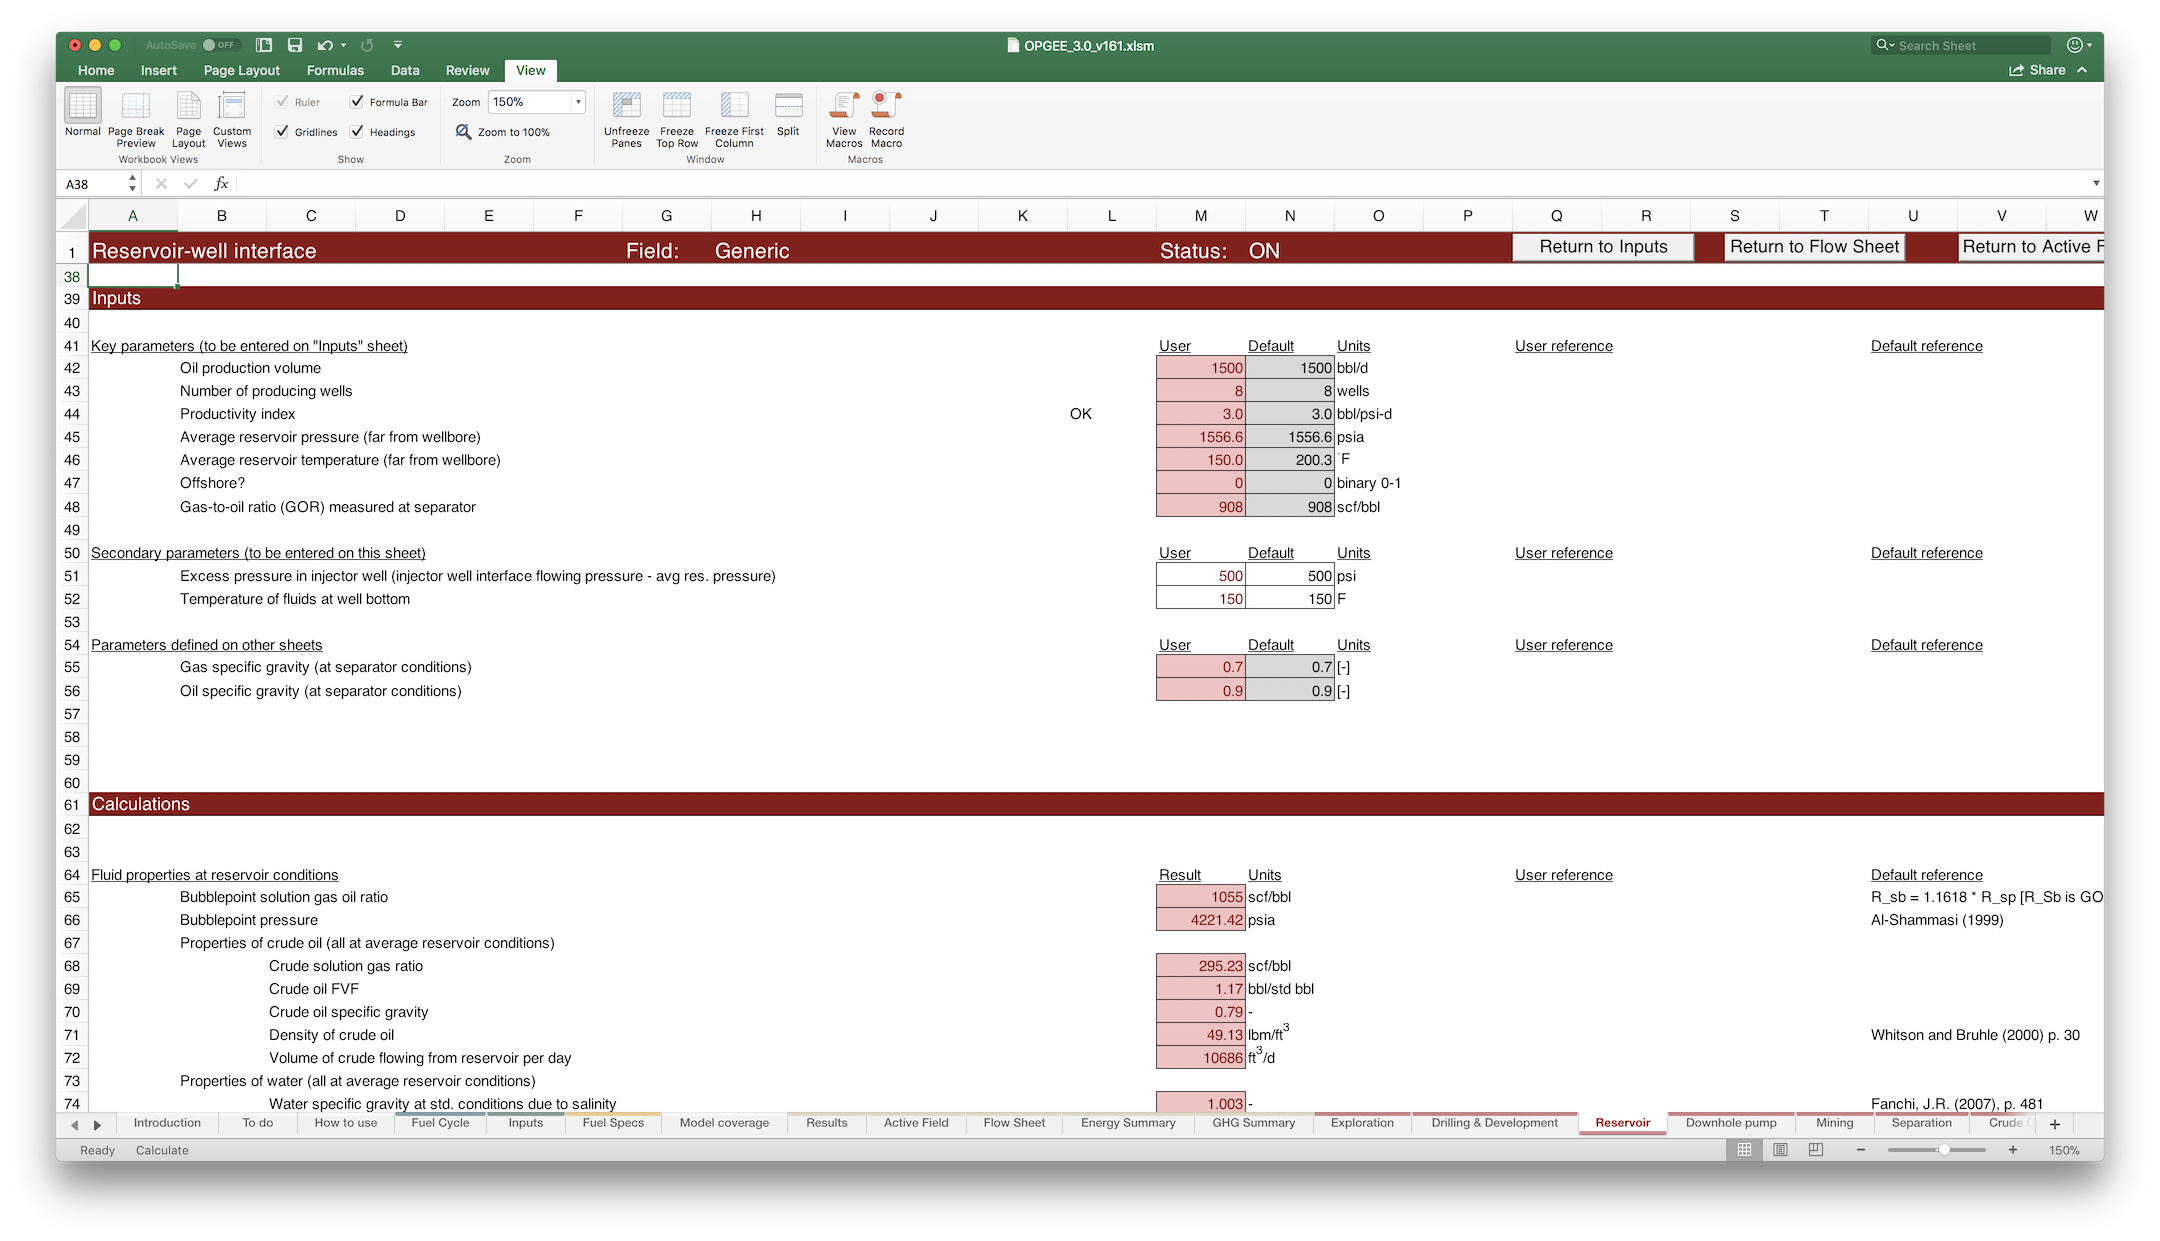 AutoSave OFF OPGEE_3.0_v161.xlsm Search Sheet
Home Insert Page Layout Formulas Data Review View Share
Ruler Formula Bar Zoom 150%
Gridlines Headings Zoom to 100%
Normal Page Break Preview Page Layout Custom Views Unfreeze Panes Freeze Top Row Freeze First Column Split View Macros Record Macro
Workbook Views Show Zoom Window Macros
A38 fx
A B C D E F G H I J K L M N O P Q R S T U V W
1 Reservoir-well interface Field: Generic Status: ON Return to Inputs Return to Flow Sheet Return to Active F
38
39 Inputs
40
41 Key parameters (to be entered on "Inputs" sheet) User Default Units User reference Default reference
42 Oil production volume 1500 1500 bbl/d
43 Number of producing wells 8 8 wells
44 Productivity index OK 3.0 3.0 bbl/psi-d
45 Average reservoir pressure (far from wellbore) 1556.6 1556.6 psia
46 Average reservoir temperature (far from wellbore) 150.0 200.3 °F
47 Offshore? 0 0 binary 0-1
48 Gas-to-oil ratio (GOR) measured at separator 908 908 scf/bbl
49
50 Secondary parameters (to be entered on this sheet) User Default Units User reference Default reference
51 Excess pressure in injector well (injector well interface flowing pressure - avg res. pressure) 500 500 psi
52 Temperature of fluids at well bottom 150 150 F
53
54 Parameters defined on other sheets User Default Units User reference Default reference
55 Gas specific gravity (at separator conditions) 0.7 0.7 [-]
56 Oil specific gravity (at separator conditions) 0.9 0.9 [-]
57
58
59
60
61 Calculations
62
63
64 Fluid properties at reservoir conditions Result Units User reference Default reference
65 Bubblepoint solution gas oil ratio 1055 scf/bbl R_sb = 1.1618 * R_sp [R_Sb is GO
66 Bubblepoint pressure 4221.42 psia Al-Shammasi (1999)
67 Properties of crude oil (all at average reservoir conditions)
68 Crude solution gas ratio 295.23 scf/bbl
69 Crude oil FVF 1.17 bbl/std bbl
70 Crude oil specific gravity 0.79 -
71 Density of crude oil 49.13 lbm/ft³ Whitson and Bruhle (2000) p. 30
72 Volume of crude flowing from reservoir per day 10686 ft³/d
73 Properties of water (all at average reservoir conditions)
74 Water specific gravity at std. conditions due to salinity 1.003 - Fanchi, J.R. (2007), p. 481
Introduction To do How to use Fuel Cycle Inputs Fuel Specs Model coverage Results Active Field Flow Sheet Energy Summary GHG Summary Exploration Drilling & Development Reservoir Downhole pump Mining Separation Crude
Ready Calculate 150%